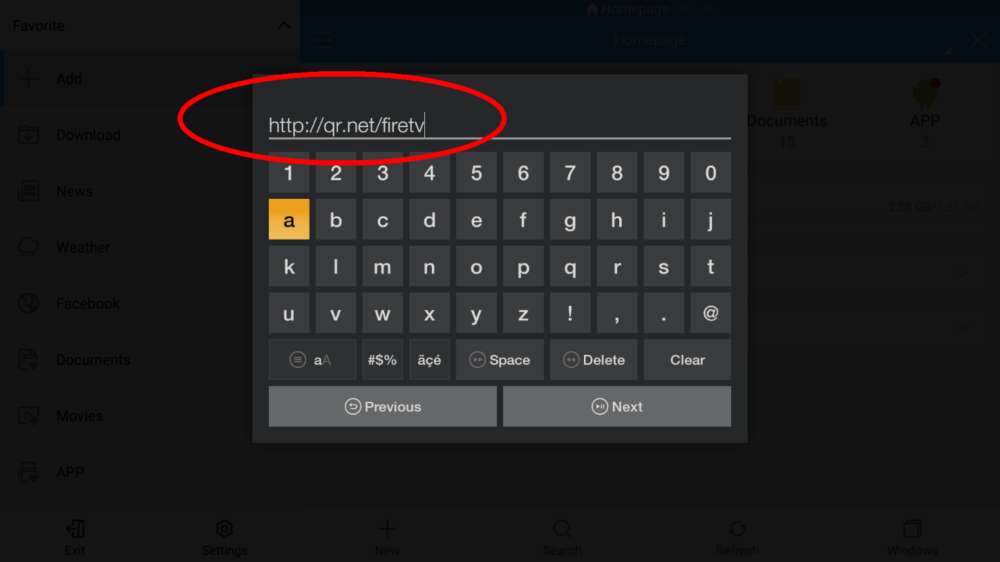 Homepage
Favorite
Homepage
Add
http://qr.net/firetv
Documents
APP
15
3
Download
1 2 3 4 5 6 7 8 9 0
News
2.08 GB/5.61 GB
a b c d e f g h i j
Weather
k l m n o p q r s t
Facebook
u v w x y z ! , . @
Documents
aA #$% äçé Space Delete Clear
Previous Next
Movies
APP
Exit Settings New Search Refresh Windows